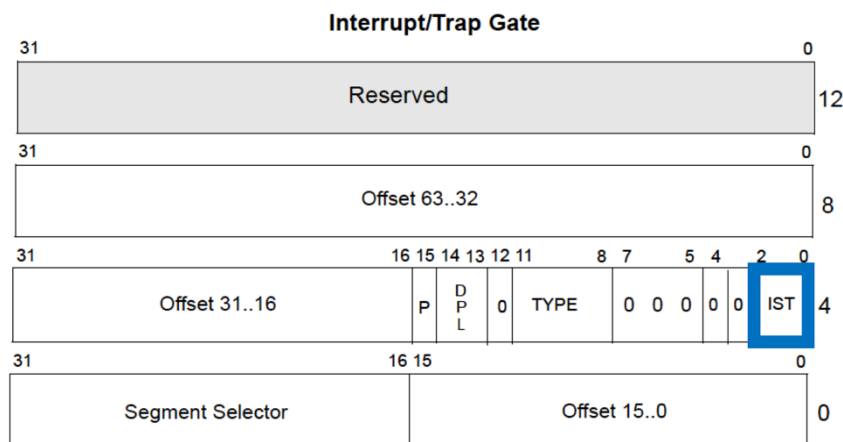 Interrupt/Trap Gate
31 0
Reserved 12
31 0
Offset 63..32 8
31 16 15 14 13 12 11 8 7 5 4 2 0
Offset 31..16 P DPL 0 TYPE 0 0 0 0 0 IST 4
31 16 15 0
Segment Selector Offset 15..0 0